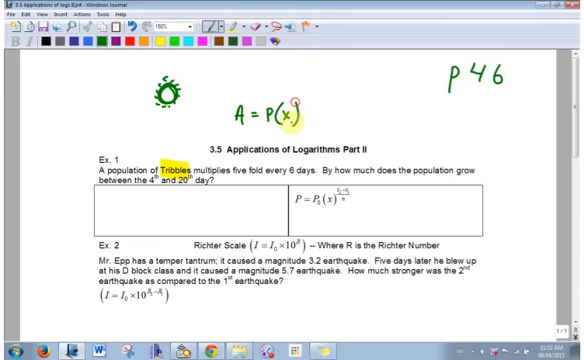 3.5 Applications of logs II.jnt - Windows Journal
File Edit View Insert Actions Tools Help
150%
B I
p 46
A = P(x)
3.5 Applications of Logarithms Part II
Ex. 1
A population of Tribbles multiplies five fold every 6 days. By how much does the population grow
between the 4th and 20th day?
P = P₀(x)^((t₂−t₁)/n)
Ex. 2 Richter Scale (I = I₀ × 10^R) -- Where R is the Richter Number
Mr. Epp has a temper tantrum; it caused a magnitude 3.2 earthquake. Five days later he blew up
at his D block class and it caused a magnitude 5.7 earthquake. How much stronger was the 2nd
earthquake as compared to the 1st earthquake?
(I = I₀ × 10^(R₂−R₁))
11:52 AM